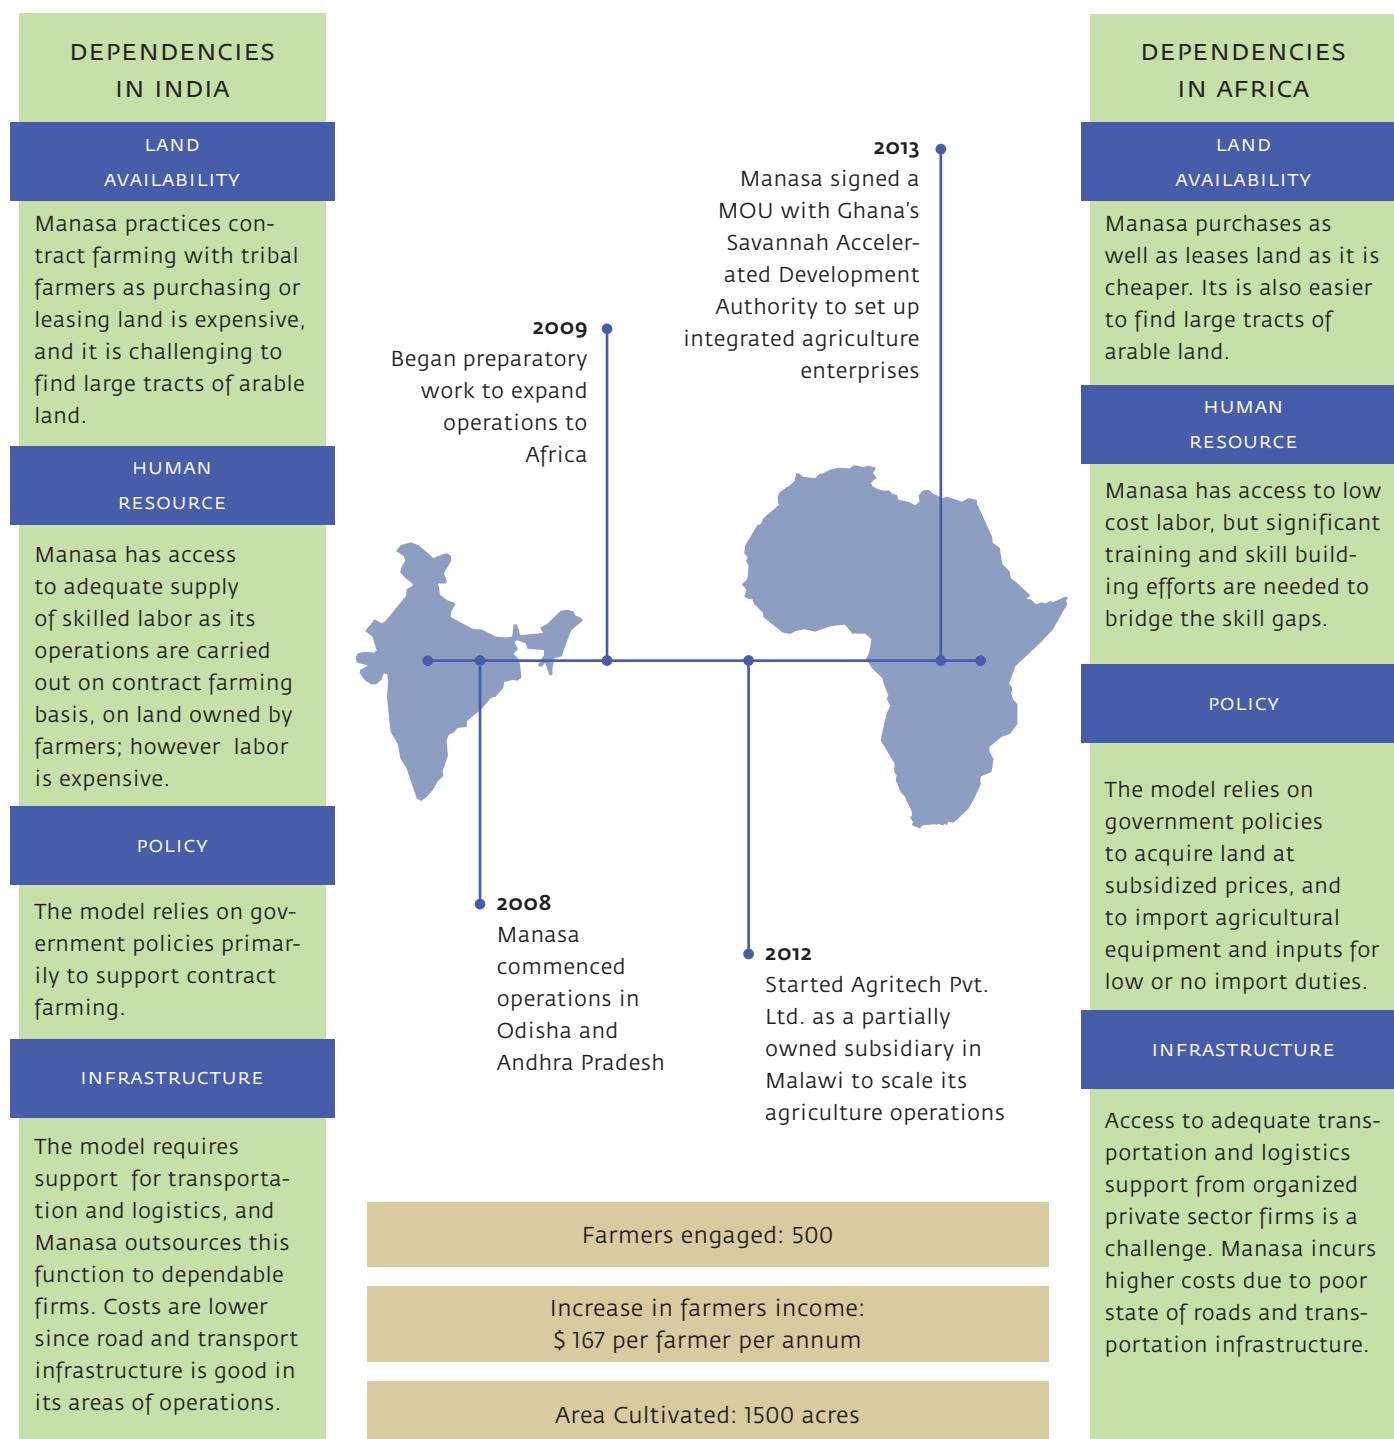 DEPENDENCIES
IN INDIA
LAND
AVAILABILITY
Manasa practices con-
tract farming with tribal
farmers as purchasing or
leasing land is expensive,
and it is challenging to
find large tracts of arable
land.
HUMAN
RESOURCE
Manasa has access
to adequate supply
of skilled labor as its
operations are carried
out on contract farming
basis, on land owned by
farmers; however  labor
is expensive.
POLICY
The model relies on gov-
ernment policies primar-
ily to support contract
farming.
INFRASTRUCTURE
The model requires
support  for transporta-
tion and logistics, and
Manasa outsources this
function to dependable
firms. Costs are lower
since road and transport
infrastructure is good in
its areas of operations.
2008
Manasa
commenced
operations in
Odisha and
Andhra Pradesh
2009
Began preparatory
work to expand
operations to
Africa
2012
Started Agritech Pvt.
Ltd. as a partially
owned subsidiary in
Malawi to scale its
agriculture operations
2013
Manasa signed a
MOU with Ghana's
Savannah Acceler-
ated Development
Authority to set up
integrated agriculture
enterprises
Farmers engaged: 500
Increase in farmers income:
$ 167 per farmer per annum
Area Cultivated: 1500 acres
DEPENDENCIES
IN AFRICA
LAND
AVAILABILITY
Manasa purchases as
well as leases land as it is
cheaper. Its is also easier
to find large tracts of
arable land.
HUMAN
RESOURCE
Manasa has access to low
cost labor, but significant
training and skill build-
ing efforts are needed to
bridge the skill gaps.
POLICY
The model relies on
government policies
to acquire land at
subsidized prices, and
to import agricultural
equipment and inputs for
low or no import duties.
INFRASTRUCTURE
Access to adequate trans-
portation and logistics
support from organized
private sector firms is a
challenge. Manasa incurs
higher costs due to poor
state of roads and trans-
portation infrastructure.